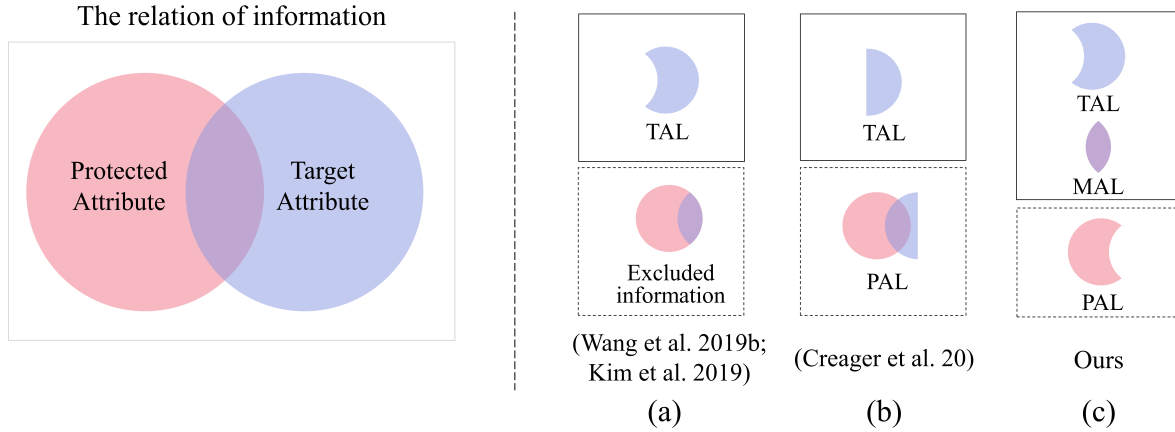 The relation of information
Protected
Attribute
Target
Attribute
TAL
Excluded
information
(Wang et al. 2019b;
Kim et al. 2019)
(a)
TAL
PAL
(Creager et al. 20)
(b)
TAL
MAL
PAL
Ours
(c)